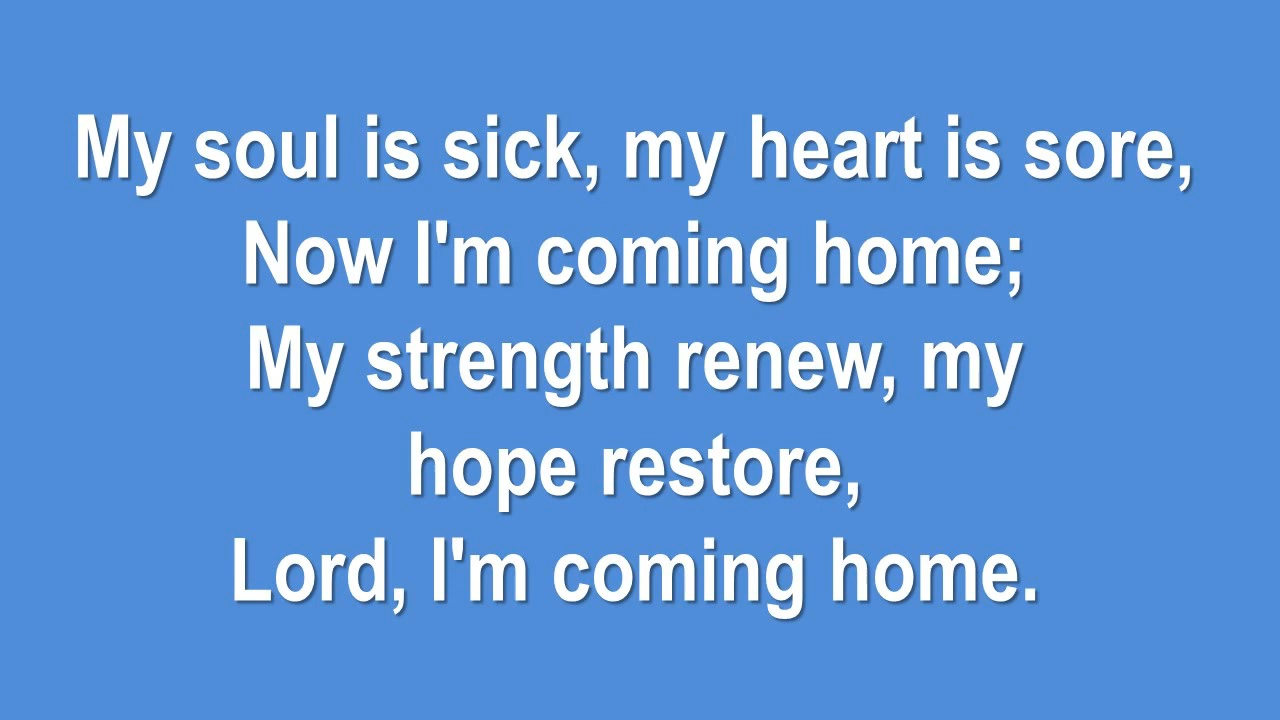 My soul is sick, my heart is sore,
Now I'm coming home;
My strength renew, my
hope restore,
Lord, I'm coming home.